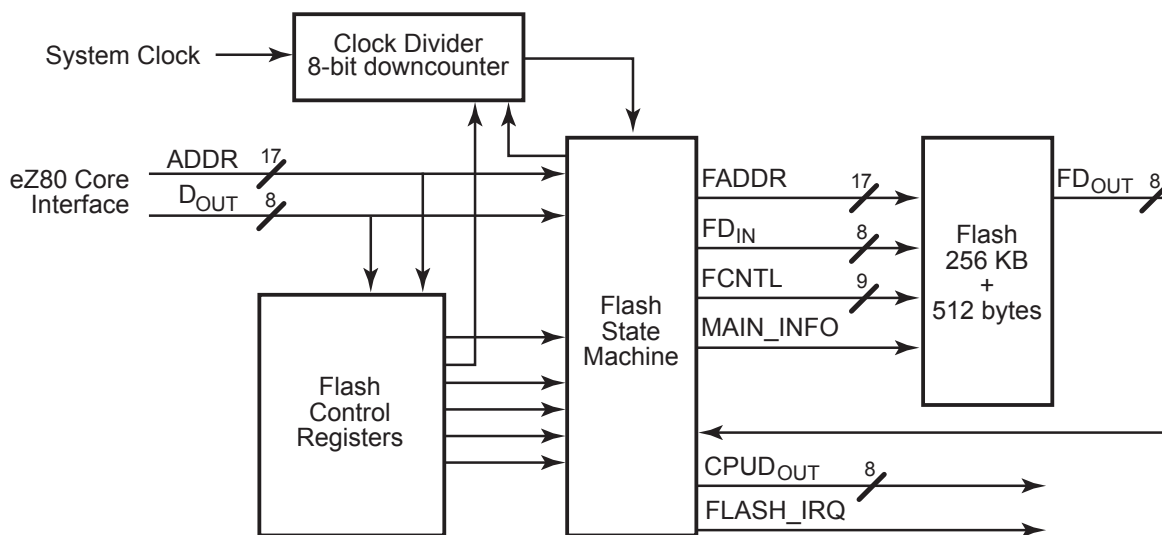 System Clock
Clock Divider
8-bit downcounter
eZ80 Core
Interface
ADDR
17
DOUT
8
Flash
Control
Registers
Flash
State
Machine
FADDR
17
FDIN
8
FCNTL
9
MAIN_INFO
Flash
256 KB
+
512 bytes
FDOUT
8
CPUDOUT
8
FLASH_IRQ